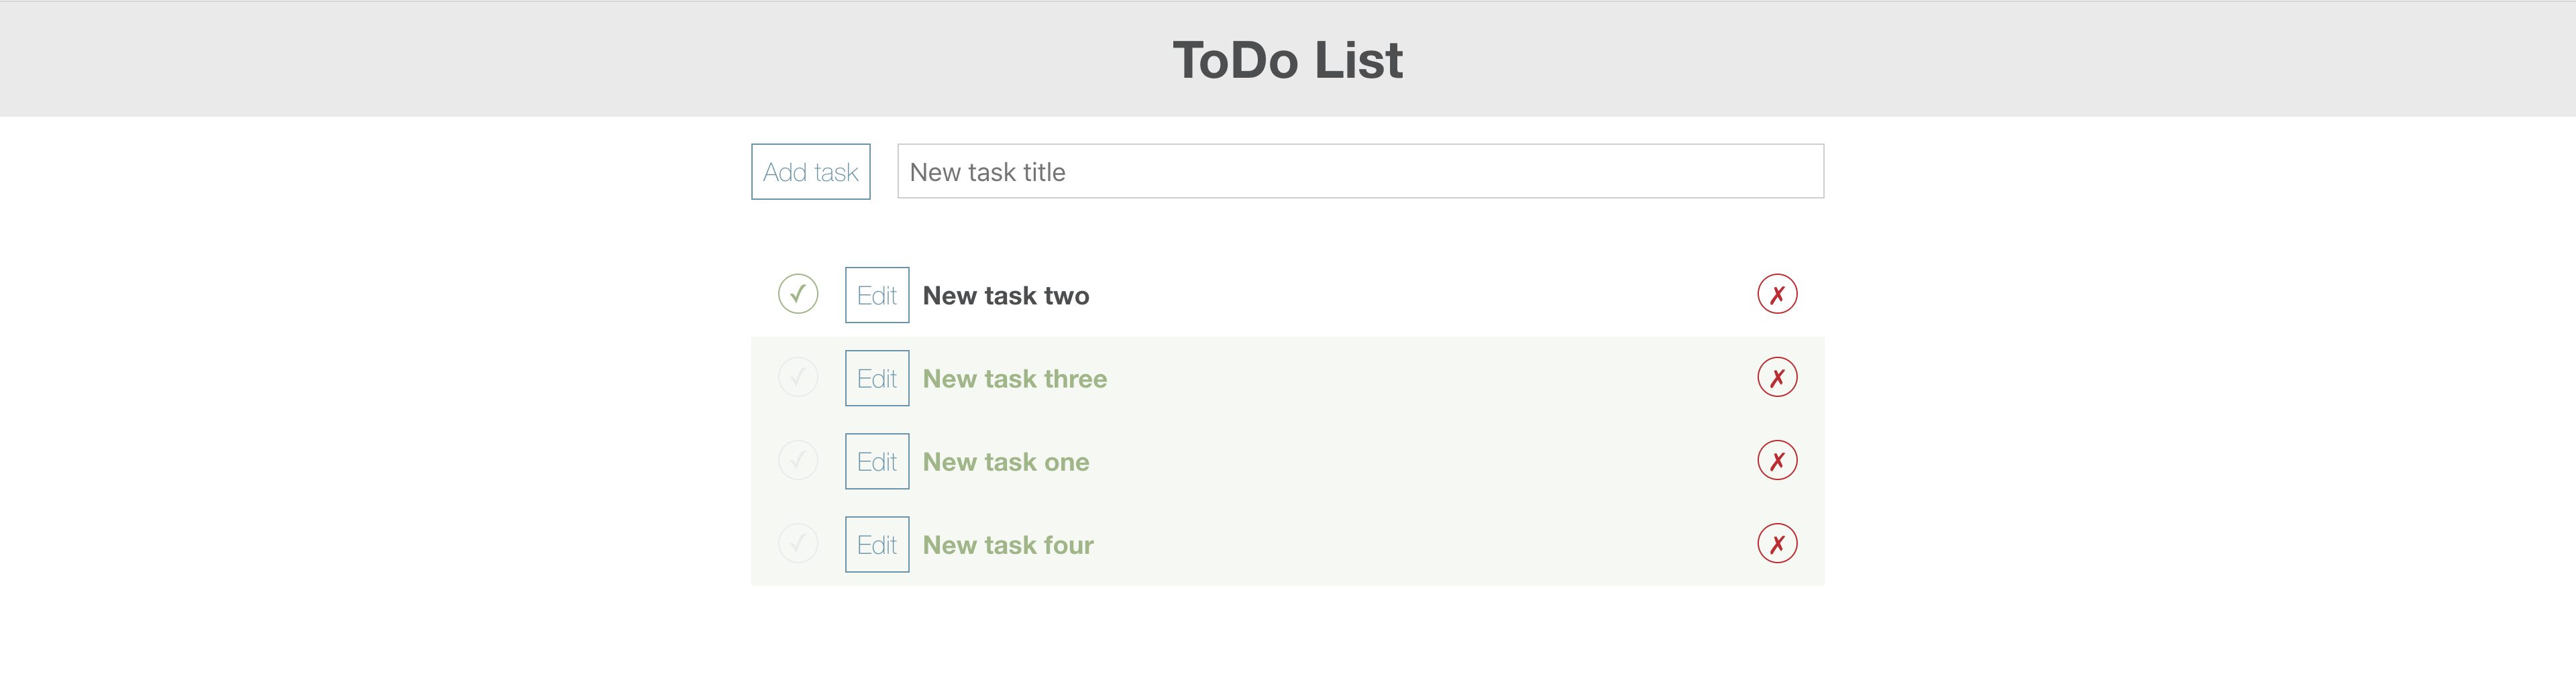 ToDo List
Add task New task title
✓ Edit New task two ✗
✓ Edit New task three ✗
✓ Edit New task one ✗
✓ Edit New task four ✗